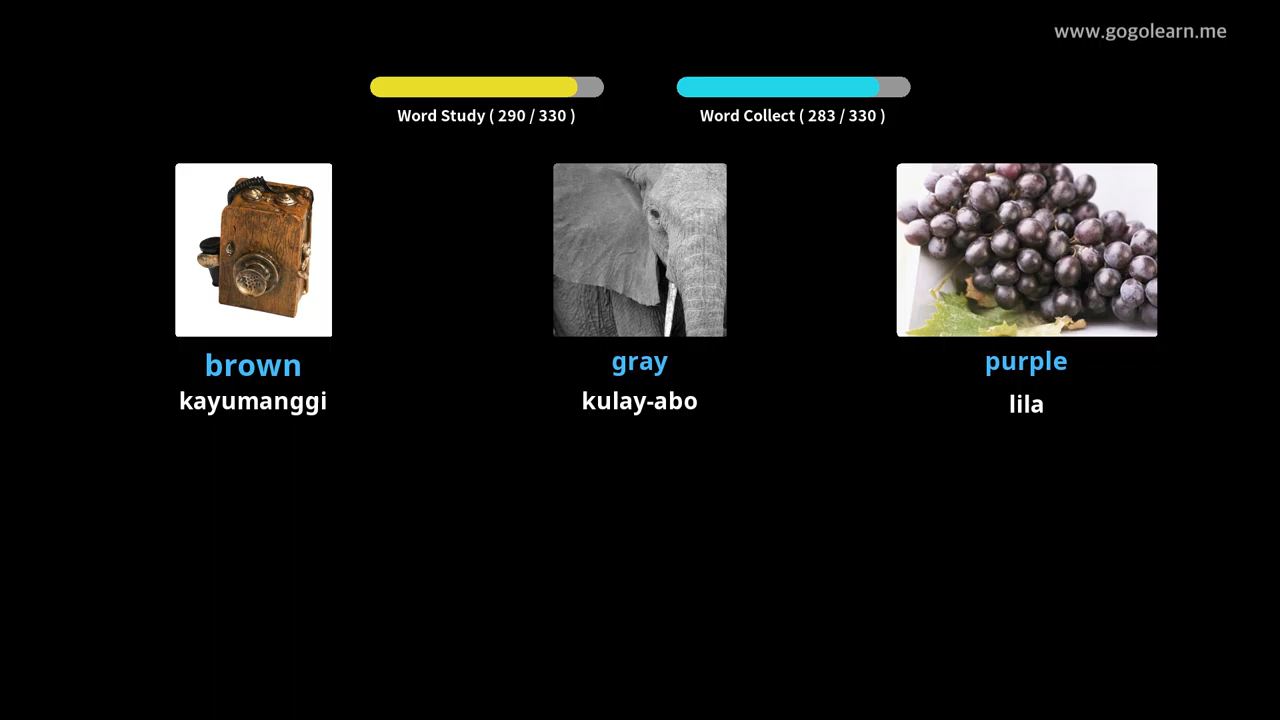 www.gogolearn.me
Word Study ( 290 / 330 )
Word Collect ( 283 / 330 )
brown
kayumanggi
gray
kulay-abo
purple
lila